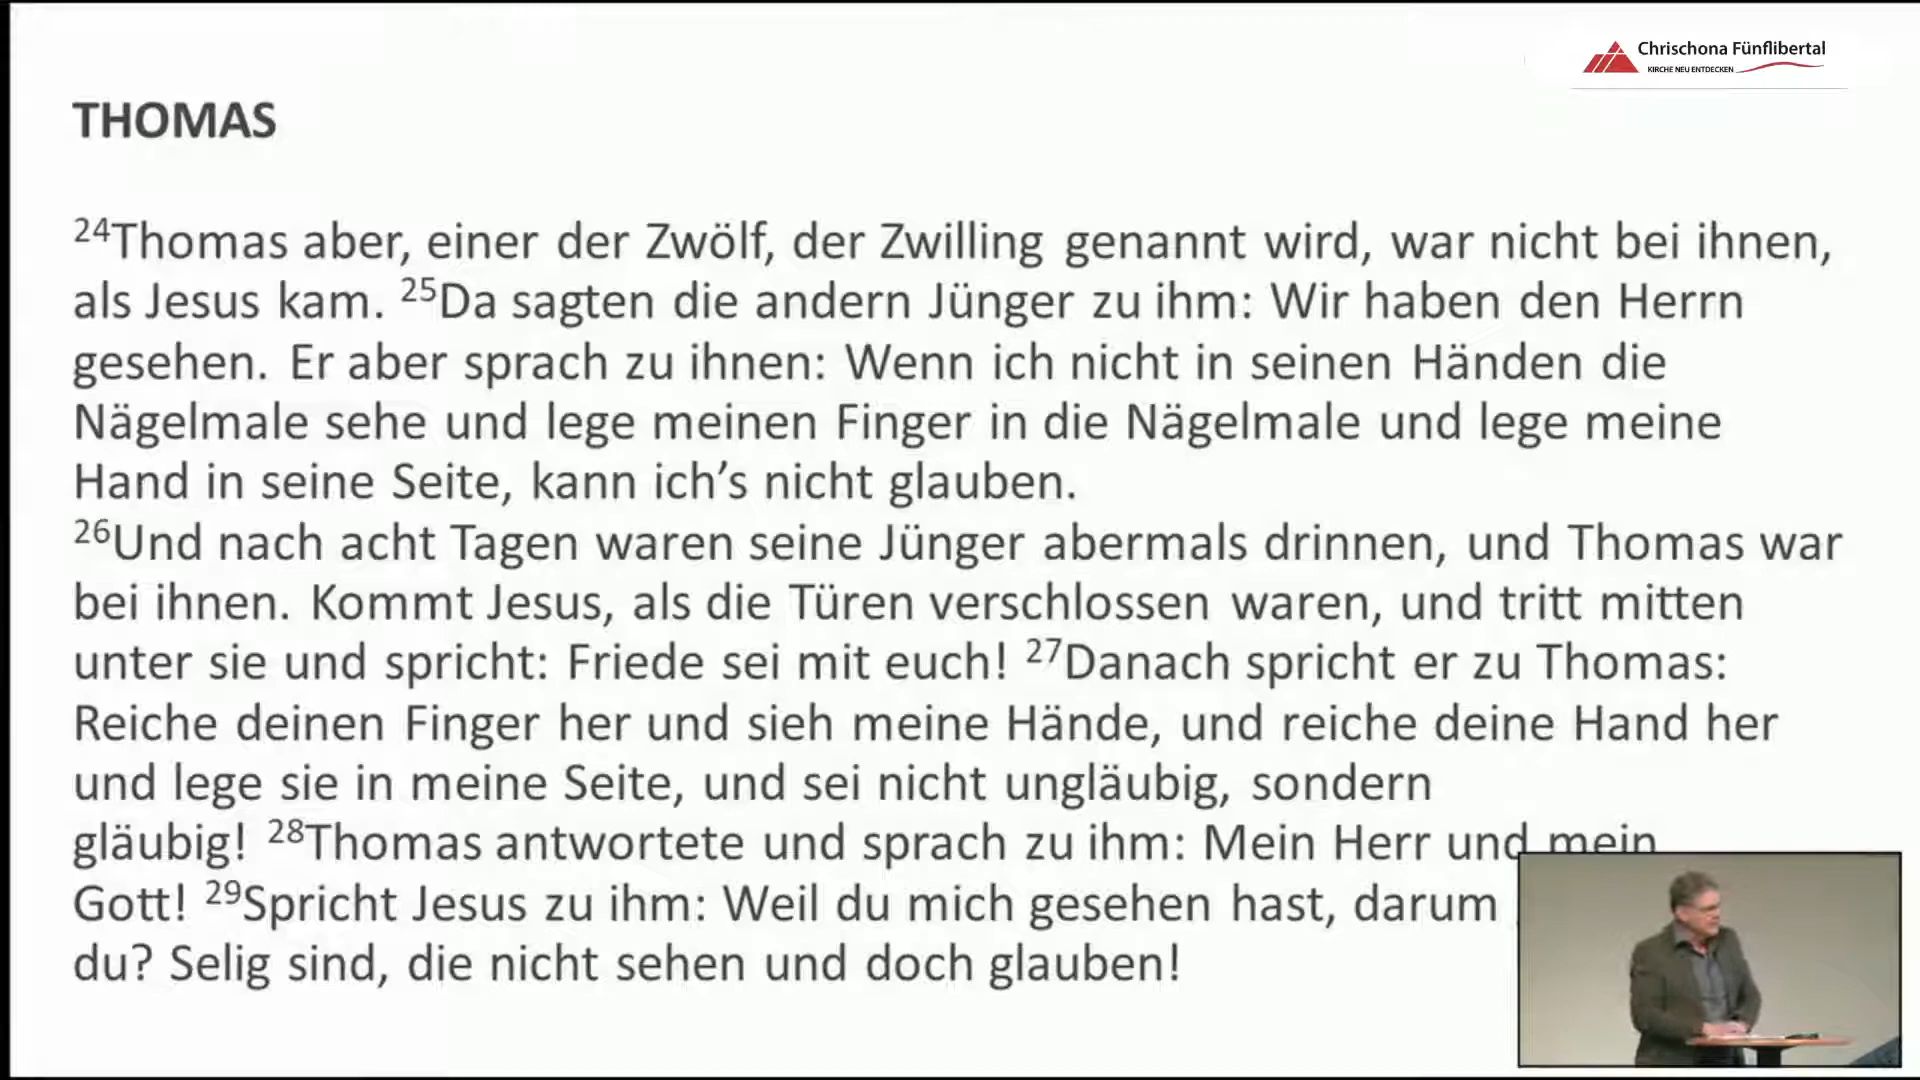 Chrischona Fünflibertal
KIRCHE NEU ENTDECKEN
THOMAS
24Thomas aber, einer der Zwölf, der Zwilling genannt wird, war nicht bei ihnen,
als Jesus kam. 25Da sagten die andern Jünger zu ihm: Wir haben den Herrn
gesehen. Er aber sprach zu ihnen: Wenn ich nicht in seinen Händen die
Nägelmale sehe und lege meinen Finger in die Nägelmale und lege meine
Hand in seine Seite, kann ich’s nicht glauben.
26Und nach acht Tagen waren seine Jünger abermals drinnen, und Thomas war
bei ihnen. Kommt Jesus, als die Türen verschlossen waren, und tritt mitten
unter sie und spricht: Friede sei mit euch! 27Danach spricht er zu Thomas:
Reiche deinen Finger her und sieh meine Hände, und reiche deine Hand her
und lege sie in meine Seite, und sei nicht ungläubig, sondern
gläubig! 28Thomas antwortete und sprach zu ihm: Mein Herr und mein
Gott! 29Spricht Jesus zu ihm: Weil du mich gesehen hast, darum
du? Selig sind, die nicht sehen und doch glauben!